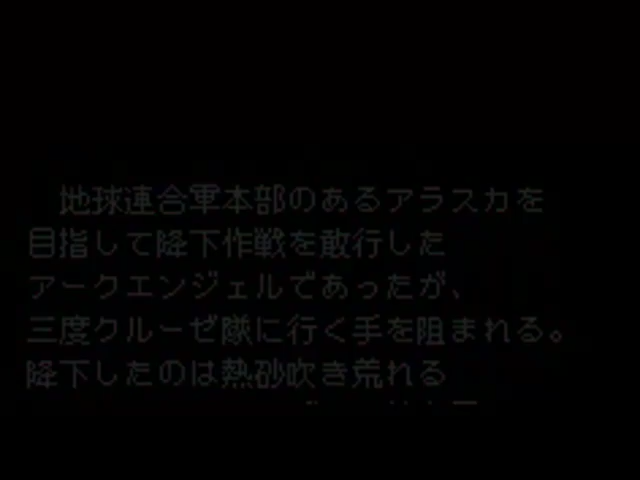 地球連合軍本部のあるアラスカを
目指して降下作戦を敢行した
アークエンジェルであったが、
三度クルーゼ隊に行く手を阻まれる。
降下したのは熱砂吹き荒れる